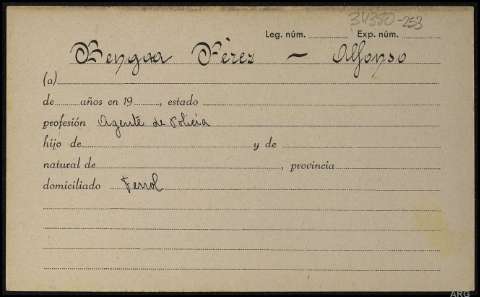 31350-253
Leg. núm. Exp. núm.
Bengoa Pérez - Alfonso
(a)
de años en 19, estado
profesión Agente de Policía
hijo de y de
natural de, provincia
domiciliado Ferrol
ARG